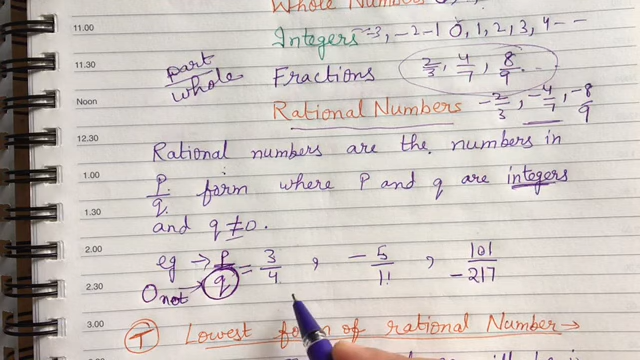 Whole Numbers
11.00 Integers -3, -2 -1 0, 1, 2, 3, 4 - -
11.30 part/whole Fractions 2/3, 4/7, 8/9 ...
Noon Rational Numbers -2/3, -4/7, -8/9
12.30 Rational numbers are the numbers in
1.00 P/q form where P and q are integers
1.30 and q ≠ 0.
2.00 eg → P/q = 3/4, -5/11, 101/-217
2.30 0 not →
3.00 I Lowest form of rational Number →